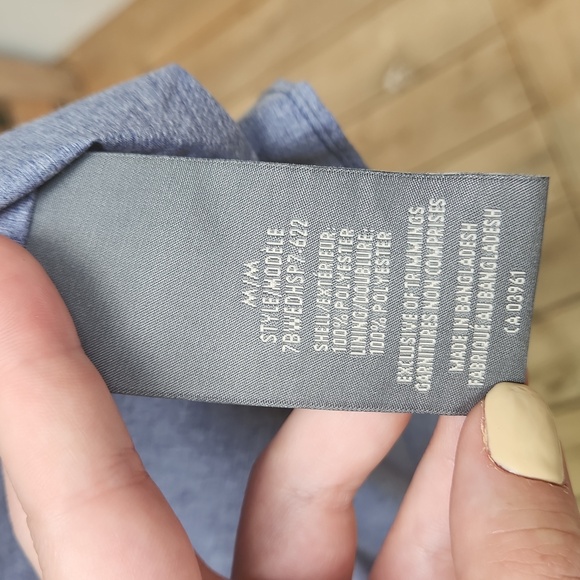 M/M
STYLE/MODÈLE
7BWEDHSP7-622
SHELL/EXTÉRIEUR:
100% POLYESTER
LINING/DOUBLURE:
100% POLYESTER
EXCLUSIVE OF TRIMMINGS
GARNITURES NON COMPRISES
MADE IN BANGLADESH
FABRIQUÉ AU BANGLADESH
CA 03961